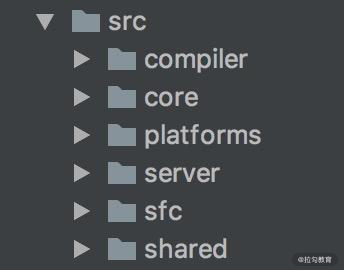 src
compiler
core
platforms
server
sfc
shared
@拉勾教育